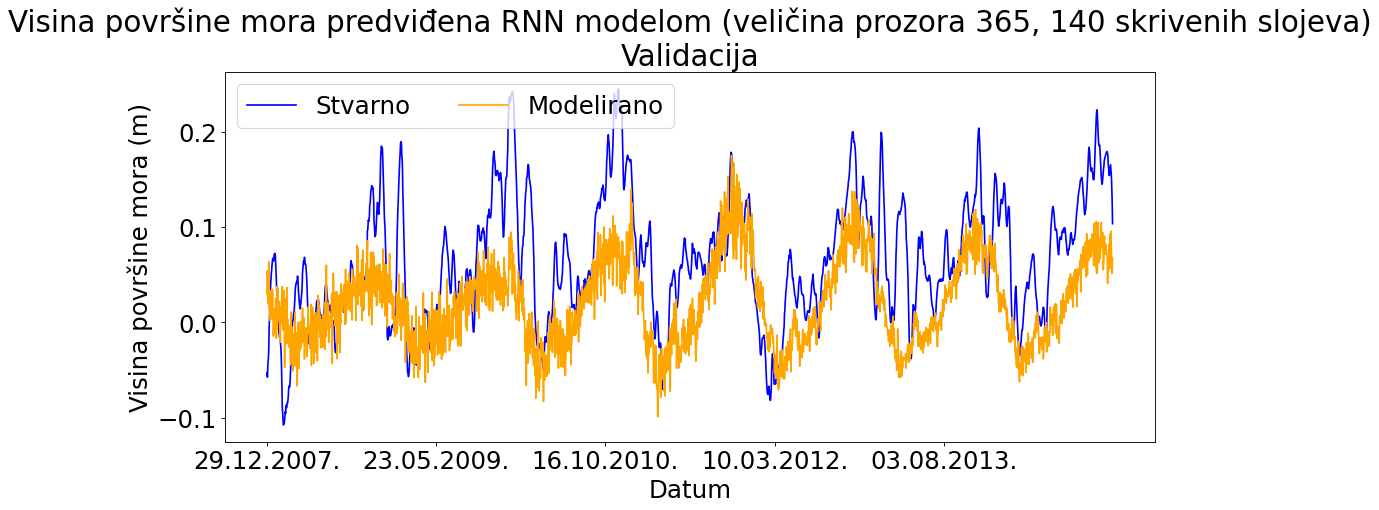 Visina površine mora predviđena RNN modelom (veličina prozora 365, 140 skrivenih slojeva)
Validacija
Stvarno
Modelirano
Visina površine mora (m)
0.2
0.1
0.0
−0.1
29.12.2007.
23.05.2009.
16.10.2010.
10.03.2012.
03.08.2013.
Datum